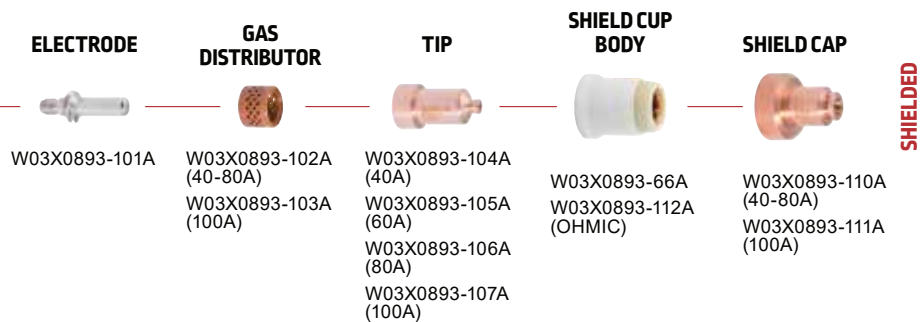 ELECTRODE
GAS
DISTRIBUTOR
TIP
SHIELD CUP
BODY
SHIELD CAP
SHIELDED
W03X0893-101A
W03X0893-102A
(40-80A)
W03X0893-103A
(100A)
W03X0893-104A
(40A)
W03X0893-105A
(60A)
W03X0893-106A
(80A)
W03X0893-107A
(100A)
W03X0893-66A
W03X0893-112A
(OHMIC)
W03X0893-110A
(40-80A)
W03X0893-111A
(100A)